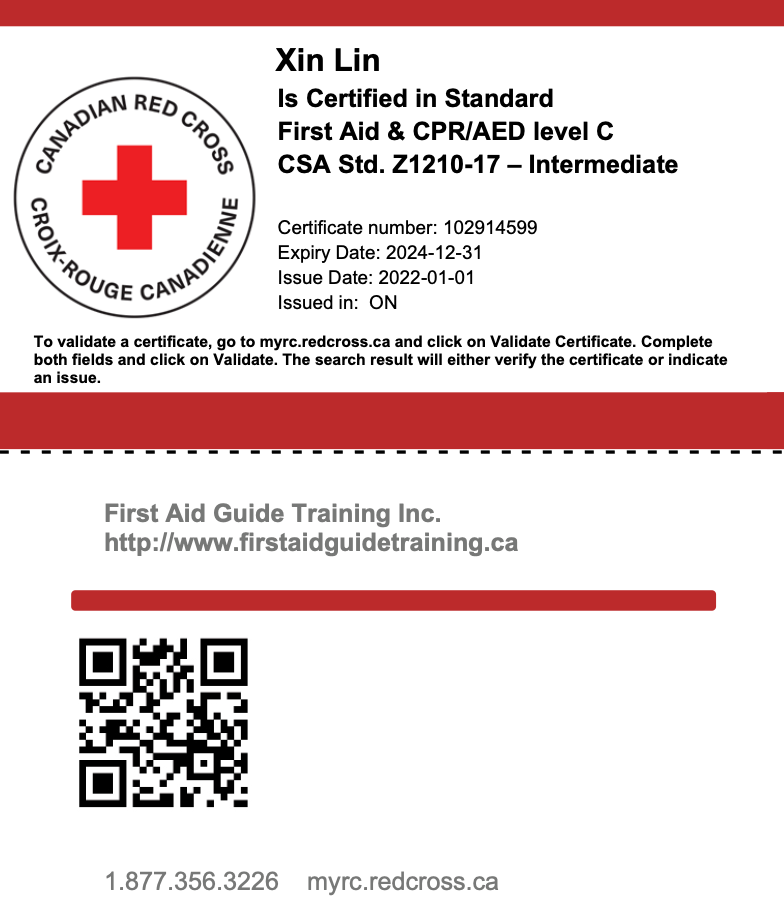 CANADIAN RED CROSS
CROIX-ROUGE CANADIENNE
Xin Lin
Is Certified in Standard
First Aid & CPR/AED level C
CSA Std. Z1210-17 – Intermediate
Certificate number: 102914599
Expiry Date: 2024-12-31
Issue Date: 2022-01-01
Issued in:  ON
To validate a certificate, go to myrc.redcross.ca and click on Validate Certificate. Complete
both fields and click on Validate. The search result will either verify the certificate or indicate
an issue.
First Aid Guide Training Inc.
http://www.firstaidguidetraining.ca
1.877.356.3226    myrc.redcross.ca